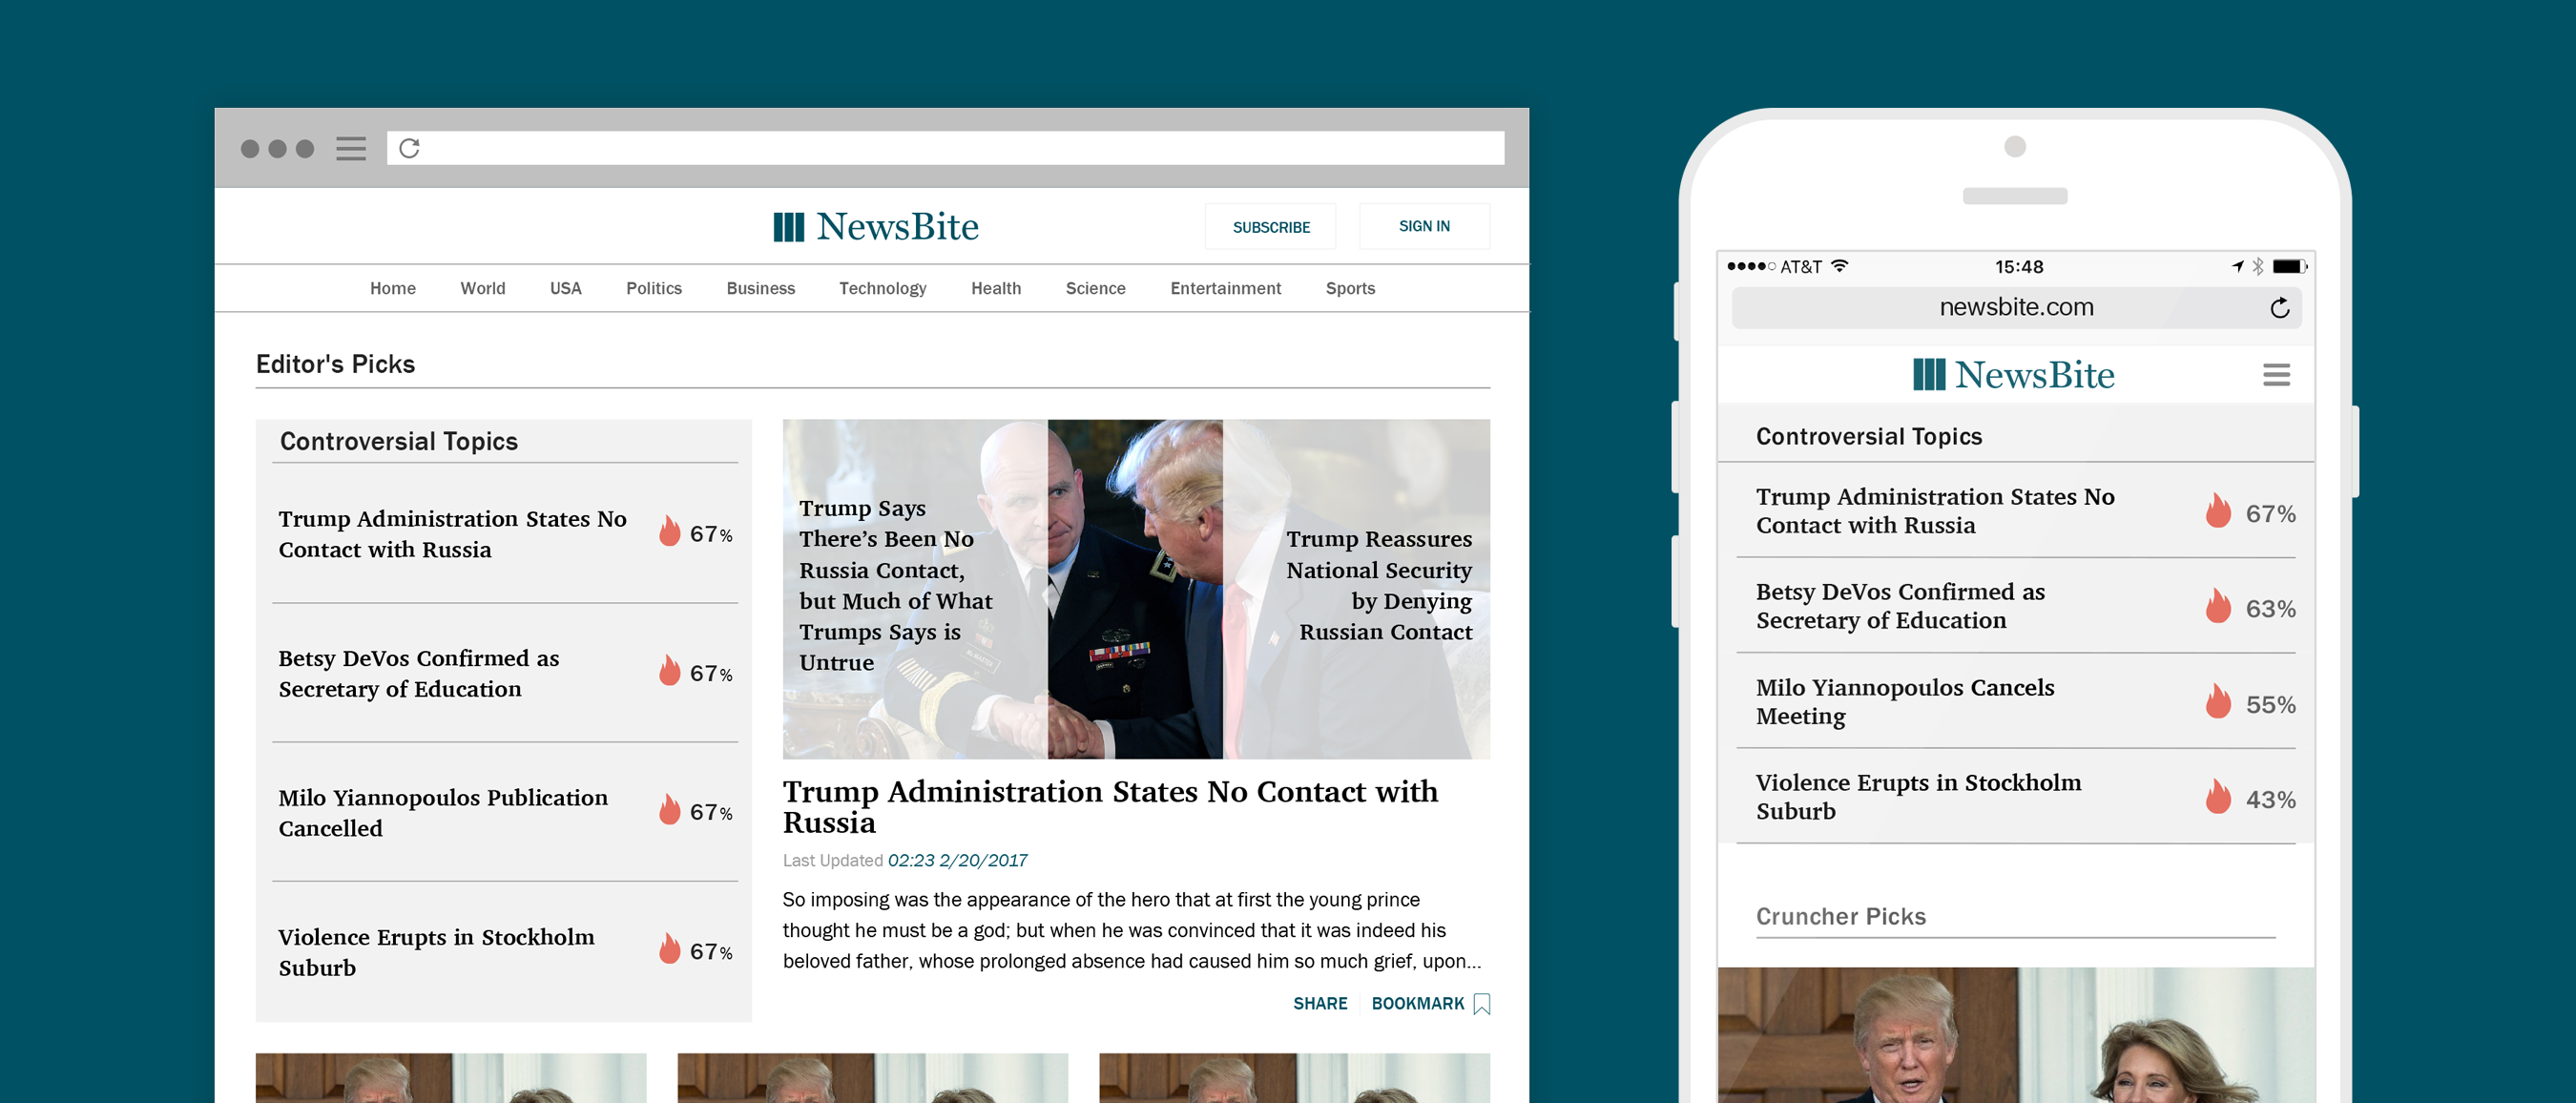 NewsBite
SUBSCRIBE
SIGN IN
Home World USA Politics Business Technology Health Science Entertainment Sports
Editor's Picks
Controversial Topics
Trump Administration States No
Contact with Russia
67%
Betsy DeVos Confirmed as
Secretary of Education
67%
Milo Yiannopoulos Publication
Cancelled
67%
Violence Erupts in Stockholm
Suburb
67%
Trump Says
There's Been No
Russia Contact,
but Much of What
Trumps Says is
Untrue
Trump Reassures
National Security
by Denying
Russian Contact
Trump Administration States No Contact with
Russia
Last Updated 02:23 2/20/2017
So imposing was the appearance of the hero that at first the young prince
thought he must be a god; but when he was convinced that it was indeed his
beloved father, whose prolonged absence had caused him so much grief, upon...
SHARE
BOOKMARK
AT&T
15:48
newsbite.com
NewsBite
Controversial Topics
Trump Administration States No
Contact with Russia
67%
Betsy DeVos Confirmed as
Secretary of Education
63%
Milo Yiannopoulos Cancels
Meeting
55%
Violence Erupts in Stockholm
Suburb
43%
Cruncher Picks